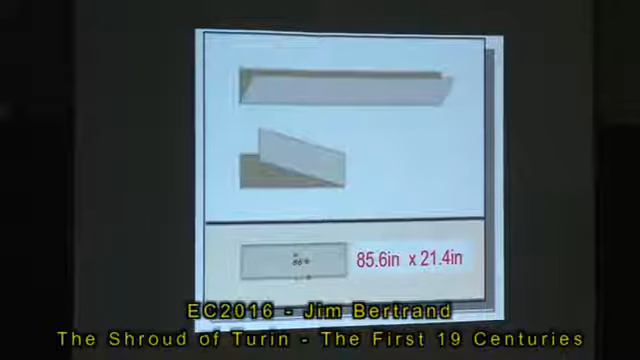 85.6in x 21.4in
EC2016 - Jim Bertrand
The Shroud of Turin - The First 19 Centuries